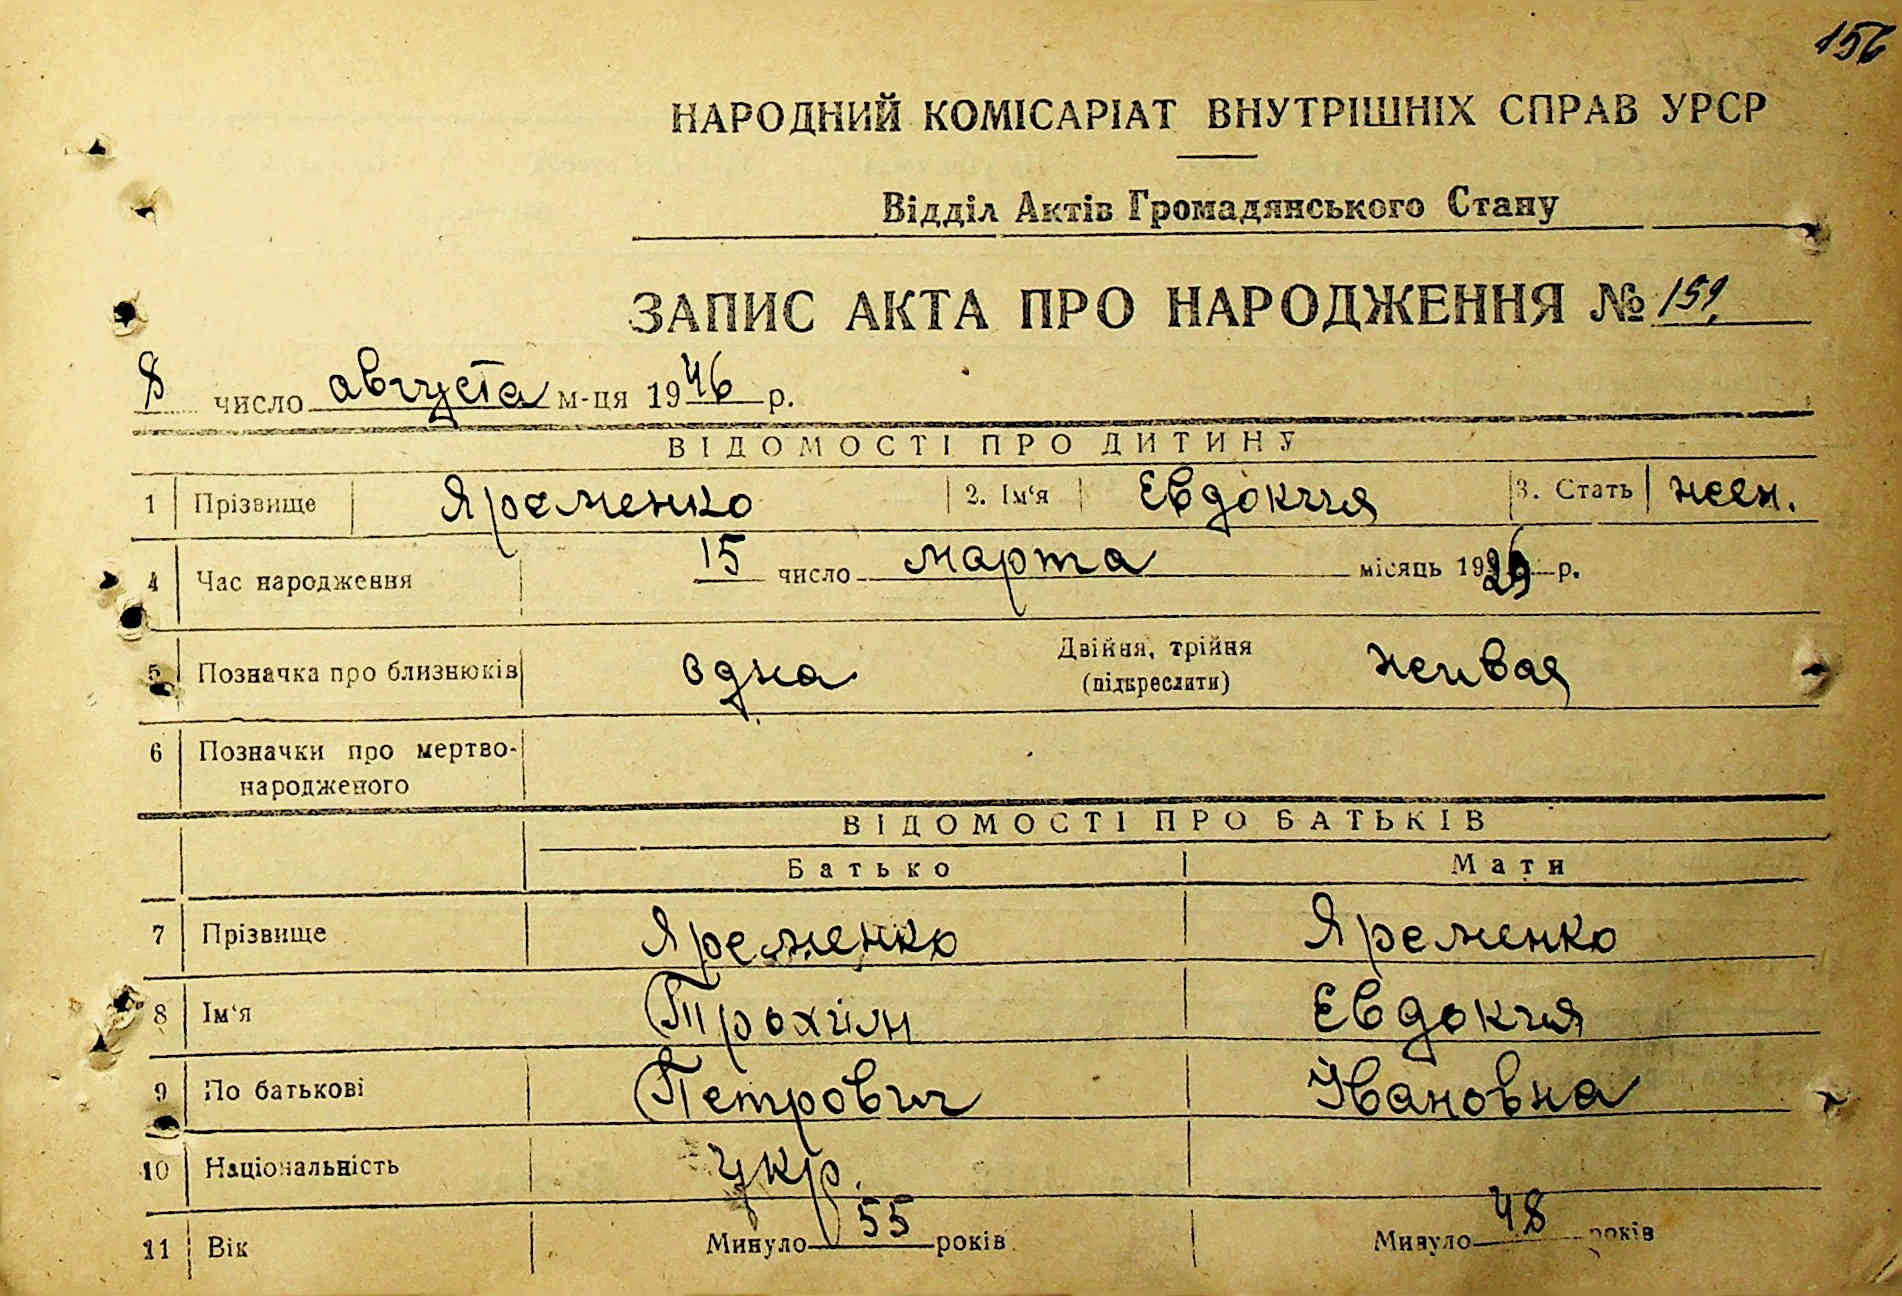 156
НАРОДНИЙ КОМІСАРІАТ ВНУТРІШНІХ СПРАВ УРСР
Відділ Актів Громадянського Стану
ЗАПИС АКТА ПРО НАРОДЖЕННЯ № 159
8 число августа м-ця 1946 р.
ВІДОМОСТІ ПРО ДИТИНУ
1 Прізвище Яременко 2. Ім'я Евдокия 3. Стать жен.
4 Час народження 15 число марта місяць 1929 р.
5 Позначка про близнюків одна Двійня, трійня (підкреслити) живая
6 Позначки про мертво-
народженого
ВІДОМОСТІ ПРО БАТЬКІВ
Батько Мати
7 Прізвище Яременко Яременко
8 Ім'я Трохим Евдокия
9 По батькові Петрович Ивановна
10 Національність укр.
11 Вік Минуло 55 років Минуло 48 років